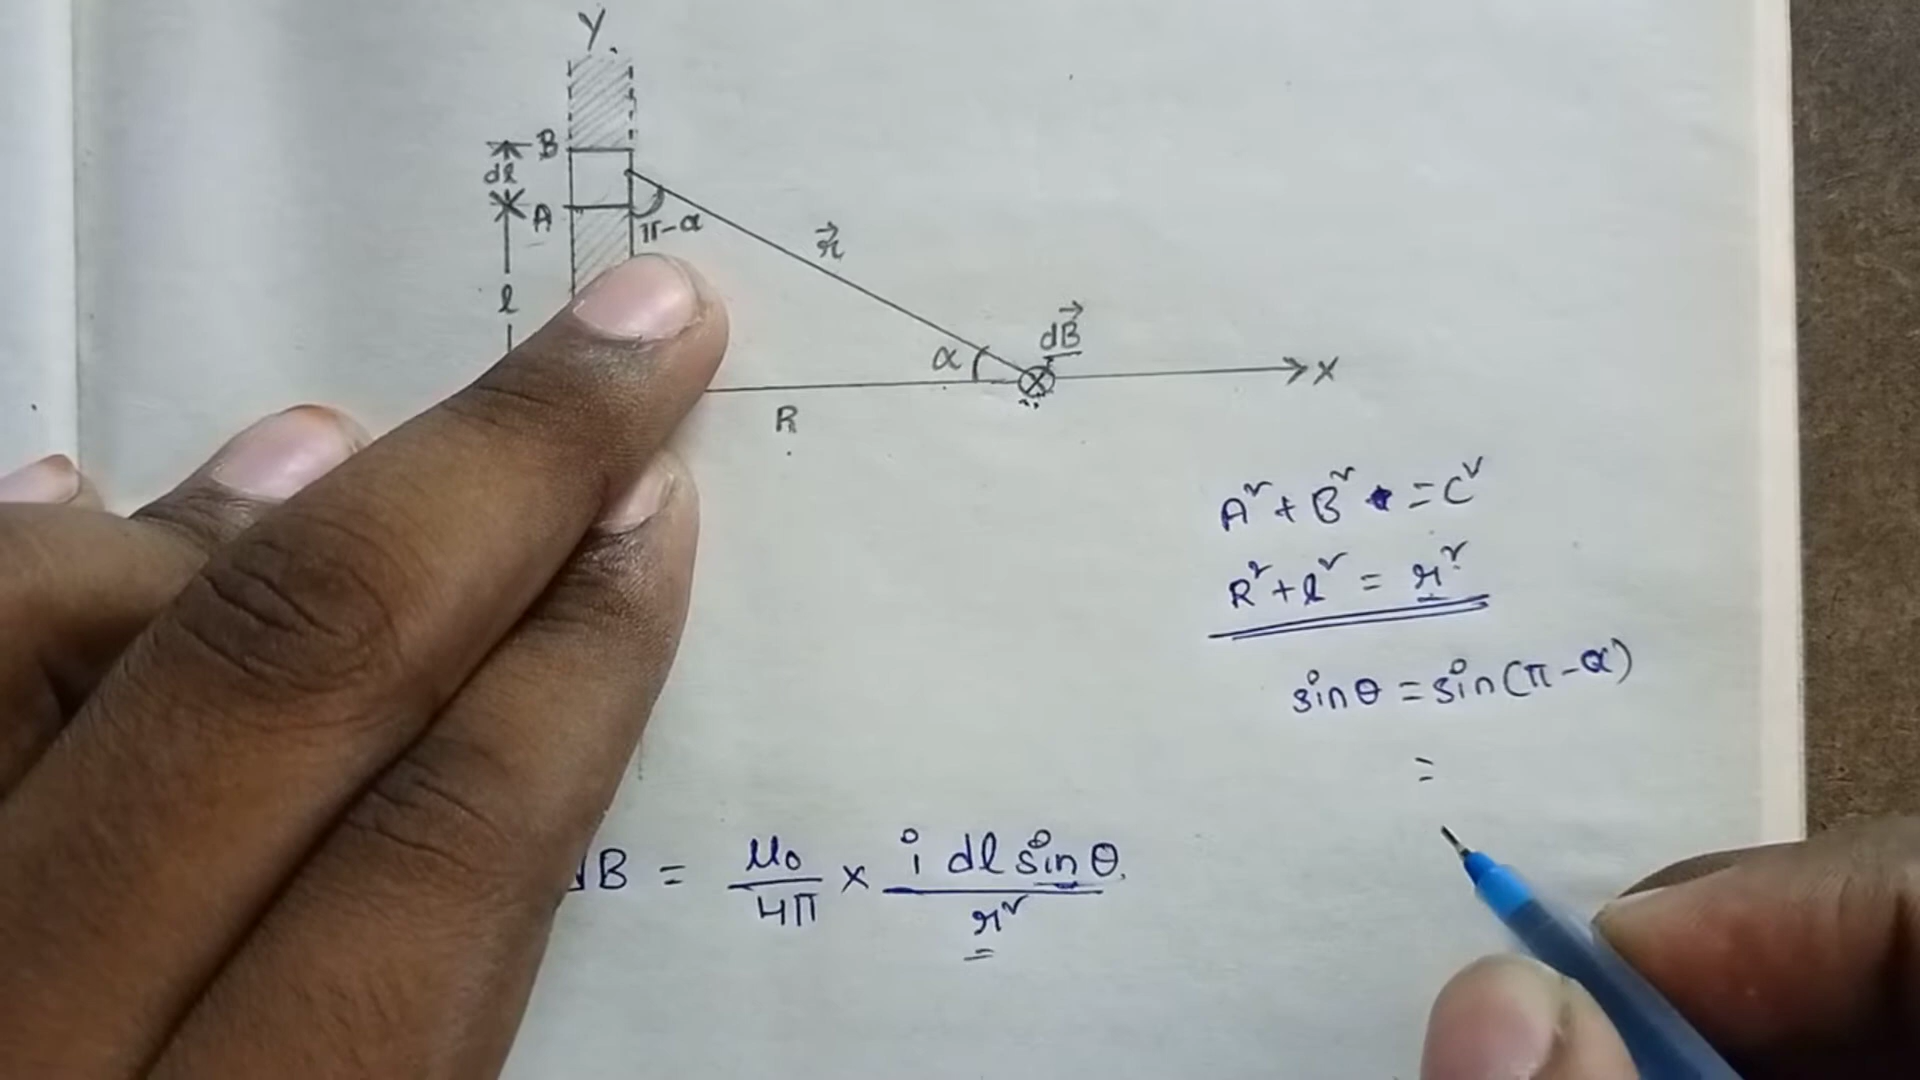 Y
B
dl
A
π-α
r⃗
l
dB⃗
α
X
R
A² + B² = C²
R² + l² = r²
sinθ = sin(π-α)
=
dB = μ₀/4π × i dl sinθ/r²